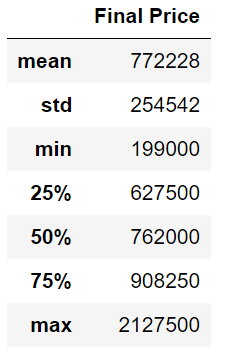 Final Price
mean 772228
std 254542
min 199000
25% 627500
50% 762000
75% 908250
max 2127500